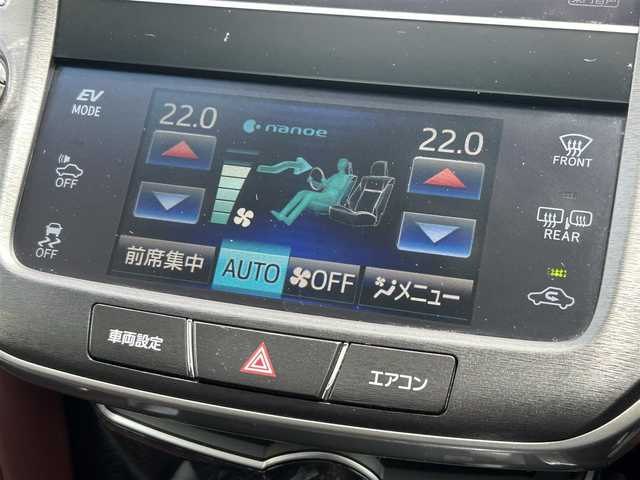 EV
MODE
OFF
OFF
22.0
nanoe
22.0
前席集中
AUTO
OFF
メニュー
FRONT
REAR
車両設定
エアコン